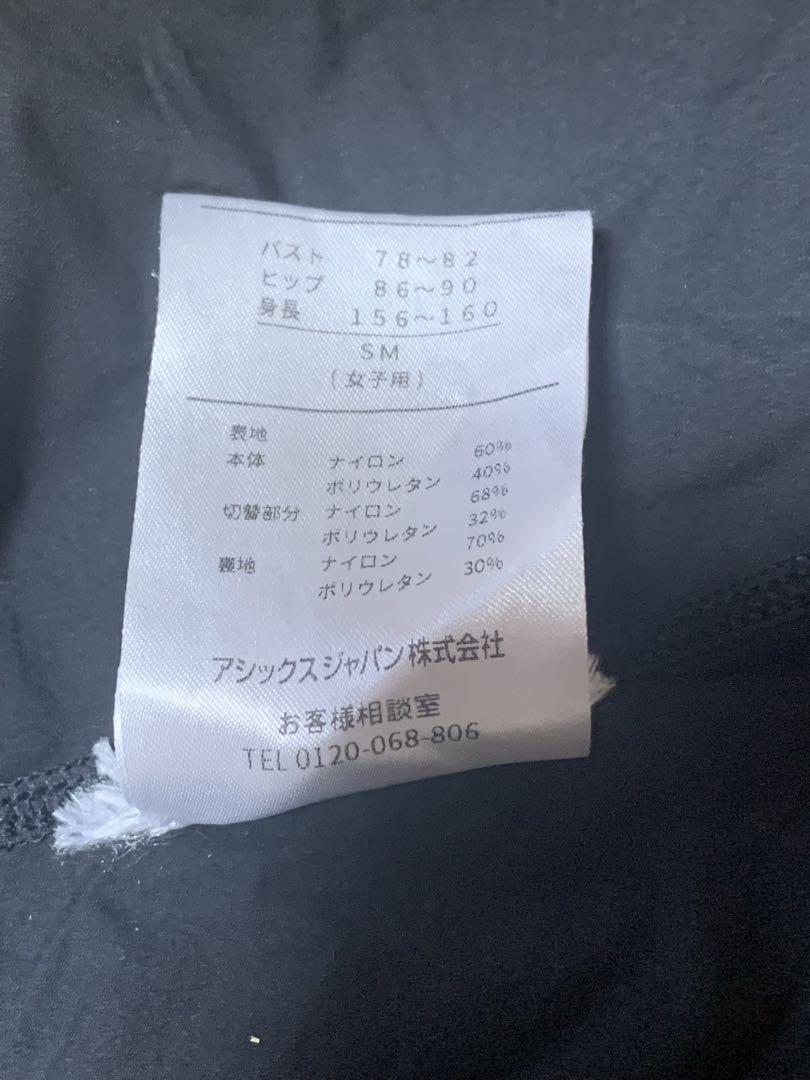 バスト 78～82
ヒップ 86～90
身長 156～160
SM
(女子用)
表地
本体 ナイロン 60%
ポリウレタン 40%
切替部分 ナイロン 68%
ポリウレタン 32%
裏地 ナイロン 70%
ポリウレタン 30%
アシックスジャパン株式会社
お客様相談室
TEL 0120-068-806